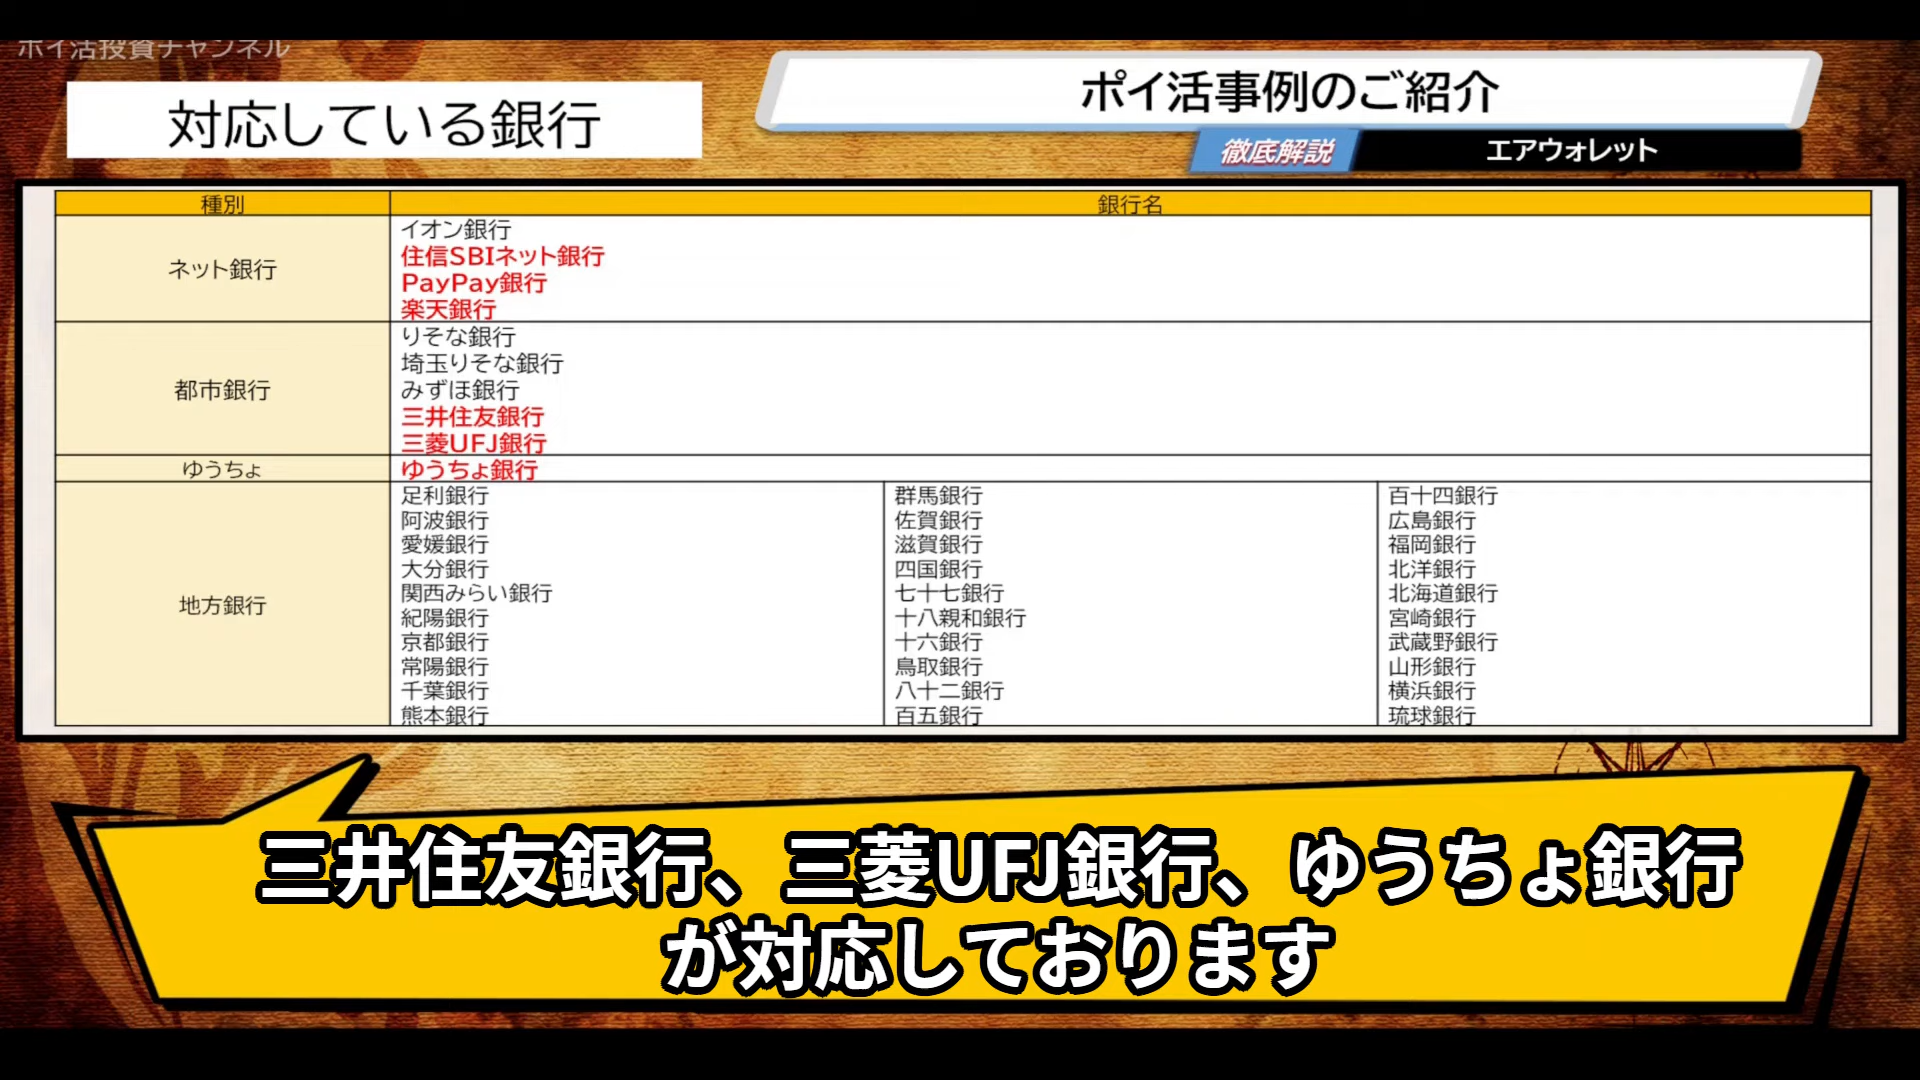 ポイ活投資チャンネル
対応している銀行
ポイ活事例のご紹介
徹底解説
エアウォレット
種別
銀行名
ネット銀行
イオン銀行
住信SBIネット銀行
PayPay銀行
楽天銀行
都市銀行
りそな銀行
埼玉りそな銀行
みずほ銀行
三井住友銀行
三菱UFJ銀行
ゆうちょ
ゆうちょ銀行
地方銀行
足利銀行
阿波銀行
愛媛銀行
大分銀行
関西みらい銀行
紀陽銀行
京都銀行
常陽銀行
千葉銀行
熊本銀行
群馬銀行
佐賀銀行
滋賀銀行
四国銀行
七十七銀行
十八親和銀行
十六銀行
鳥取銀行
八十二銀行
百五銀行
百十四銀行
広島銀行
福岡銀行
北洋銀行
北海道銀行
宮崎銀行
武蔵野銀行
山形銀行
横浜銀行
琉球銀行
三井住友銀行、三菱UFJ銀行、ゆうちょ銀行
が対応しております